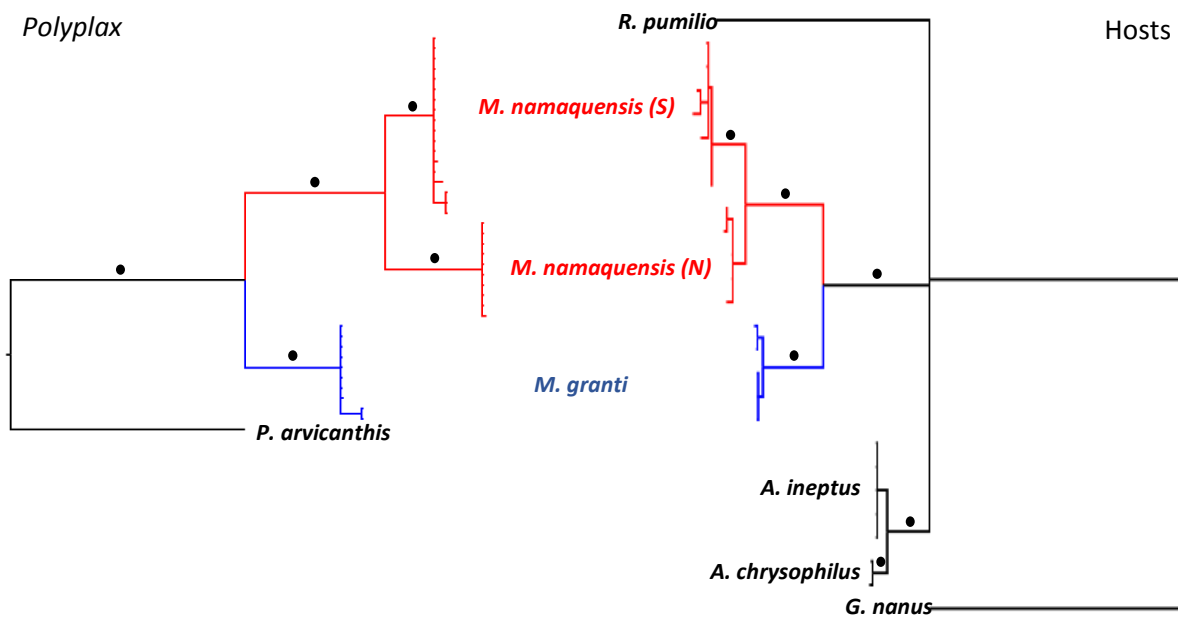 Polyplax
R. pumilio
Hosts
M. namaquensis (S)
M. namaquensis (N)
M. granti
P. arvicanthis
A. ineptus
A. chrysophilus
G. nanus